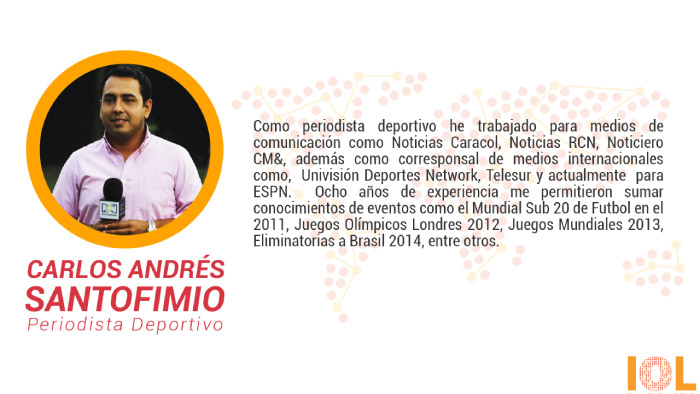 Como periodista deportivo he trabajado para medios de
comunicación como Noticias Caracol, Noticias RCN, Noticiero
CM&, además como corresponsal de medios internacionales
como, Univisión Deportes Network, Telesur y actualmente para
ESPN. Ocho años de experiencia me permitieron sumar
conocimientos de eventos como el Mundial Sub 20 de Futbol en el
2011, Juegos Olímpicos Londres 2012, Juegos Mundiales 2013,
Eliminatorias a Brasil 2014, entre otros.
CARLOS ANDRÉS
SANTOFIMIO
Periodista Deportivo
IOL